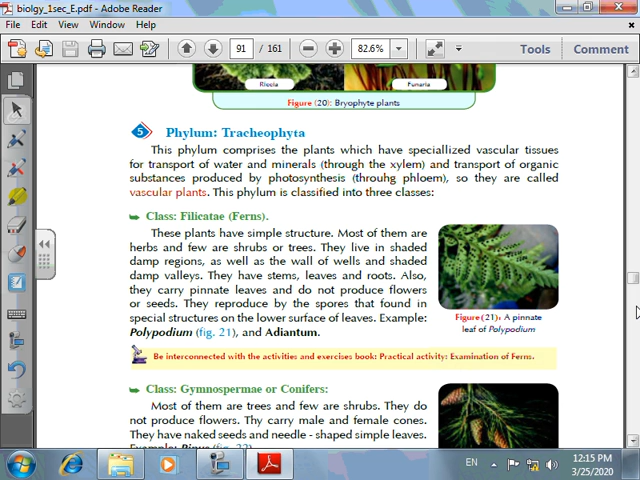 biolgy_1sec_E.pdf - Adobe Reader
File Edit View Window Help
91 / 161 82.6% Tools Comment
Riccia Funaria
Figure (20): Bryophyte plants
5 Phylum: Tracheophyta
This phylum comprises the plants which have speciallized vascular tissues
for transport of water and minerals (through the xylem) and transport of organic
substances produced by photosynthesis (throuhg phloem), so they are called
vascular plants. This phylum is classified into three classes:
Class: Filicatae (Ferns).
These plants have simple structure. Most of them are
herbs and few are shrubs or trees. They live in shaded
damp regions, as well as the wall of wells and shaded
damp valleys. They have stems, leaves and roots. Also,
they carry pinnate leaves and do not produce flowers
or seeds. They reproduce by the spores that found in
special structures on the lower surface of leaves. Example:
Polypodium (fig. 21), and Adiantum.
Figure (21): A pinnate
leaf of Polypodium
Be interconnected with the activities and exercises book: Practical activity: Examination of Ferns.
Class: Gymnospermae or Conifers:
Most of them are trees and few are shrubs. They do
not produce flowers. Thy carry male and female cones.
They have naked seeds and needle - shaped simple leaves.
Example: Pinus (fig. 22)
EN
12:15 PM
3/25/2020